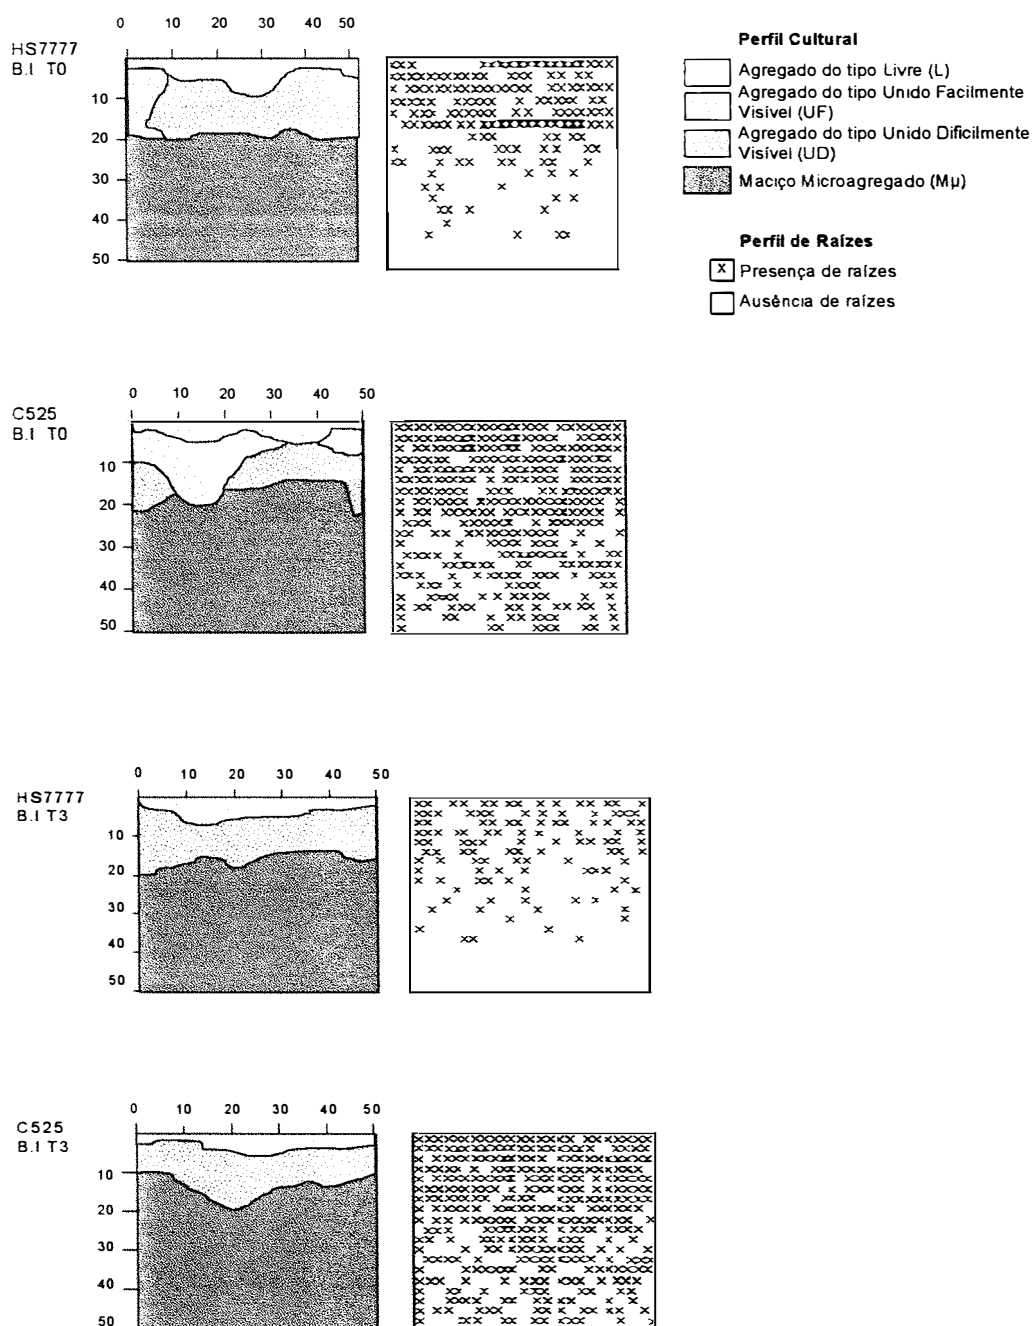 0 10 20 30 40 50
HS7777
B.I T0
10
20
30
40
50
Perfil Cultural
Agregado do tipo Livre (L)
Agregado do tipo Unido Facilmente
Visível (UF)
Agregado do tipo Unido Dificilmente
Visível (UD)
Maciço Microagregado (Mµ)
Perfil de Raízes
X Presença de raízes
Ausência de raízes
0 10 20 30 40 50
C525
B.I T0
10
20
30
40
50
0 10 20 30 40 50
HS7777
B.I T3
10
20
30
40
50
0 10 20 30 40 50
C525
B.I T3
10
20
30
40
50